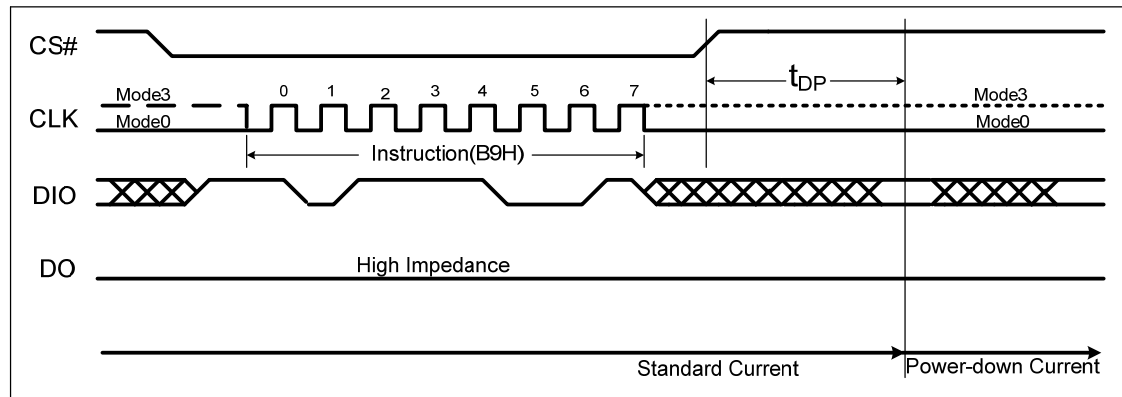 CS#
tDP
CLK
Mode3
Mode0
0 1 2 3 4 5 6 7
Mode3
Mode0
Instruction(B9H)
DIO
DO
High Impedance
Standard Current
Power-down Current